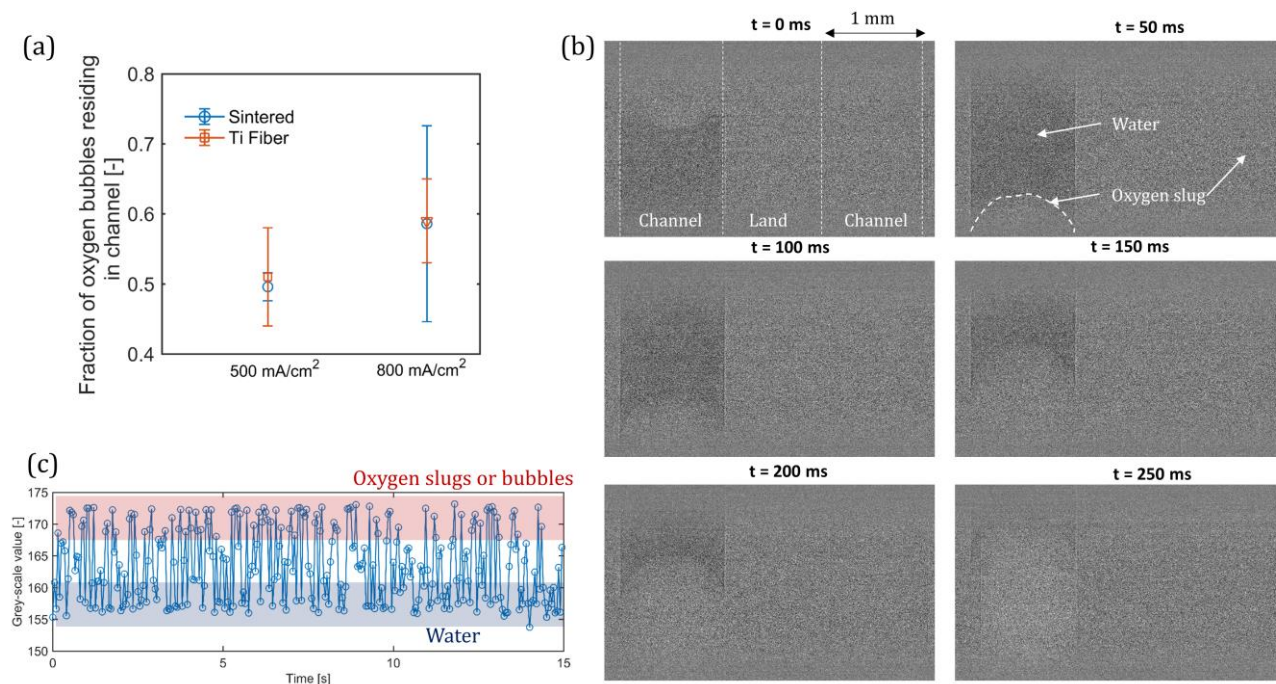 (a)
Fraction of oxygen bubbles residing
in channel [-]
0.8
0.7
0.6
0.5
0.4
Sintered
Ti Fiber
500 mA/cm²
800 mA/cm²
(b)
t = 0 ms
1 mm
Channel
Land
Channel
t = 50 ms
Water
Oxygen slug
t = 100 ms
t = 150 ms
t = 200 ms
t = 250 ms
(c)
Oxygen slugs or bubbles
Grey-scale value [-]
175
170
165
160
155
150
Water
0
5
10
15
Time [s]